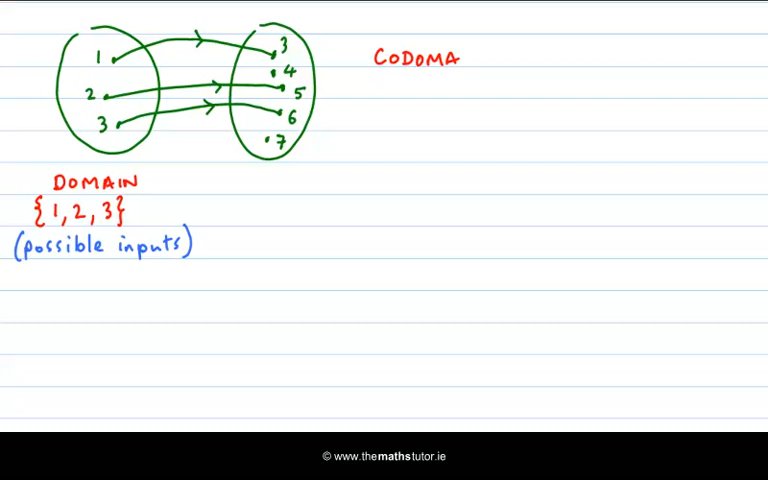 1
2
3
3
4
5
6
7
CODOMA
DOMAIN
{1, 2, 3}
(possible inputs)
© www.themathstutor.ie